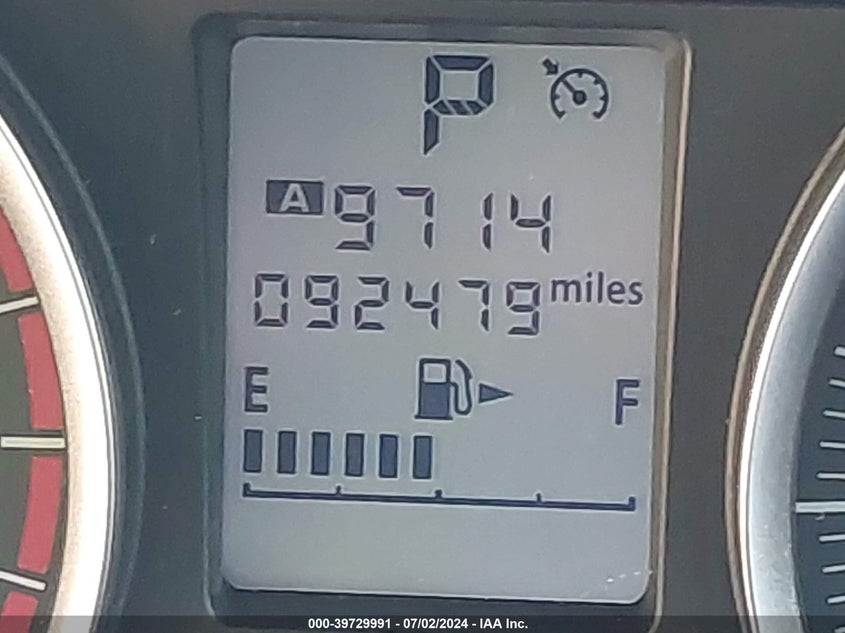 P
A 9714
092479 miles
E F
000-39729991 - 07/02/2024 - IAA Inc.